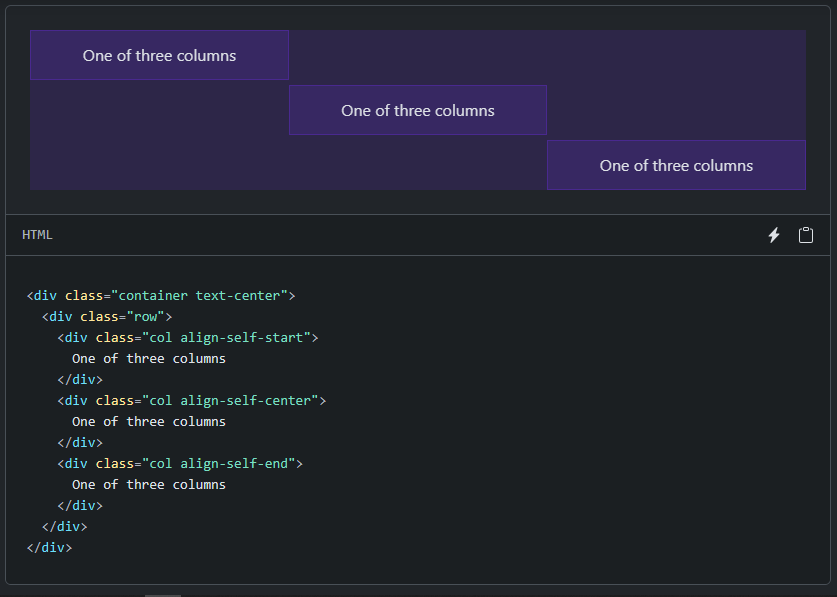 One of three columns
One of three columns
One of three columns
HTML
<div class="container text-center">
  <div class="row">
    <div class="col align-self-start">
      One of three columns
    </div>
    <div class="col align-self-center">
      One of three columns
    </div>
    <div class="col align-self-end">
      One of three columns
    </div>
  </div>
</div>